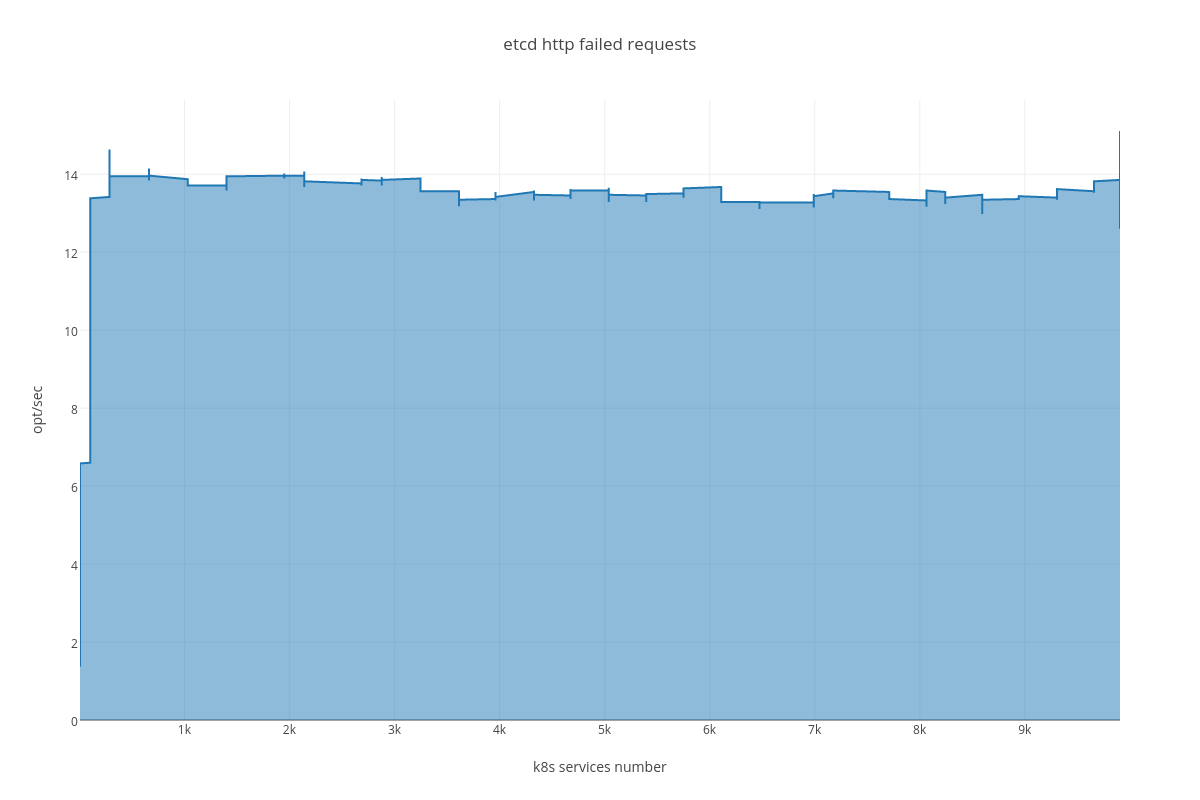 etcd http failed requests
14
12
10
8
6
4
2
0
opt/sec
1k 2k 3k 4k 5k 6k 7k 8k 9k
k8s services number